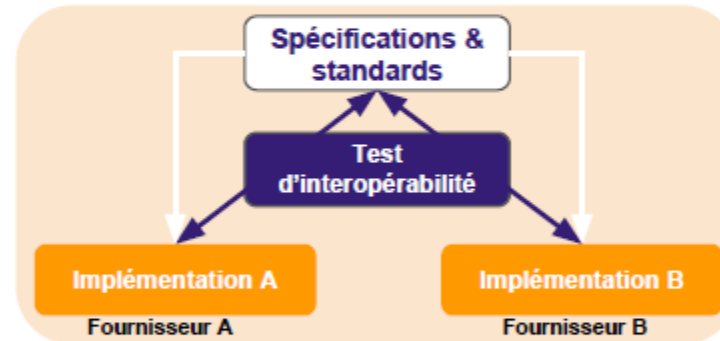 Spécifications &
standards
Test
d'interopérabilité
Implémentation A
Implémentation B
Fournisseur A
Fournisseur B